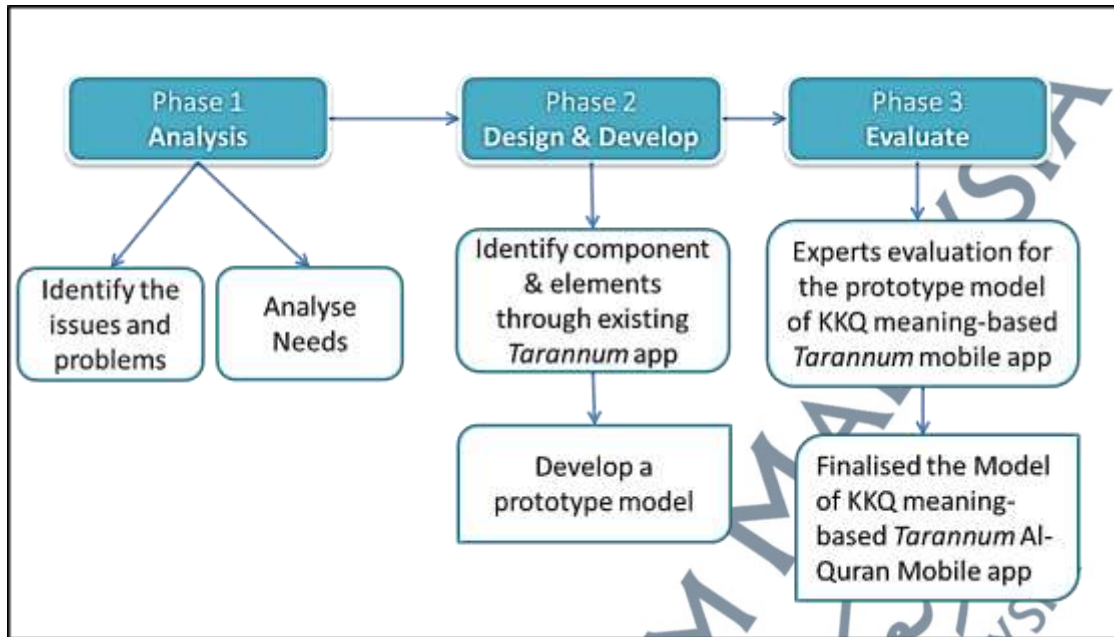 Phase 1
Analysis
Phase 2
Design & Develop
Phase 3
Evaluate
Identify the
issues and
problems
Analyse
Needs
Identify component
& elements
through existing
Tarannum app
Develop a
prototype model
Experts evaluation for
the prototype model
of KKQ meaning-based
Tarannum mobile app
Finalised the Model
of KKQ meaning-
based Tarannum Al-
Quran Mobile app